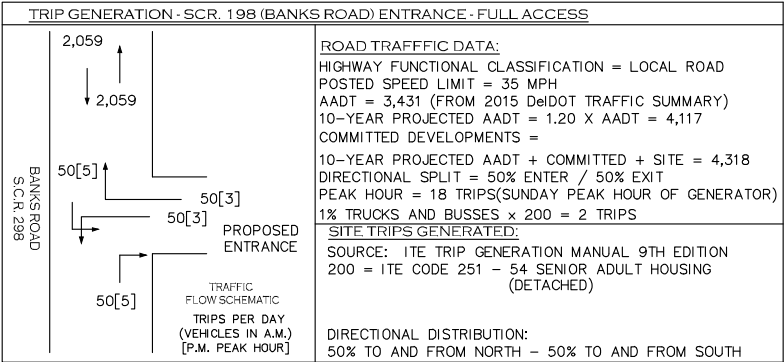 TRIP GENERATION - SCR. 198 (BANKS ROAD) ENTRANCE - FULL ACCESS
2,059
2,059
BANKS ROAD
S.C.R. 298
50[5]
50[3]
50[3]
PROPOSED
ENTRANCE
50[5]
TRAFFIC
FLOW SCHEMATIC
TRIPS PER DAY
(VEHICLES IN A.M.)
[P.M. PEAK HOUR]
ROAD TRAFFFIC DATA:
HIGHWAY FUNCTIONAL CLASSIFICATION = LOCAL ROAD
POSTED SPEED LIMIT = 35 MPH
AADT = 3,431 (FROM 2015 DelDOT TRAFFIC SUMMARY)
10-YEAR PROJECTED AADT = 1.20 X AADT = 4,117
COMMITTED DEVELOPMENTS =
10-YEAR PROJECTED AADT + COMMITTED + SITE = 4,318
DIRECTIONAL SPLIT = 50% ENTER / 50% EXIT
PEAK HOUR = 18 TRIPS(SUNDAY PEAK HOUR OF GENERATOR)
1% TRUCKS AND BUSSES x 200 = 2 TRIPS
SITE TRIPS GENERATED:
SOURCE: ITE TRIP GENERATION MANUAL 9TH EDITION
200 = ITE CODE 251 - 54 SENIOR ADULT HOUSING
(DETACHED)
DIRECTIONAL DISTRIBUTION:
50% TO AND FROM NORTH - 50% TO AND FROM SOUTH